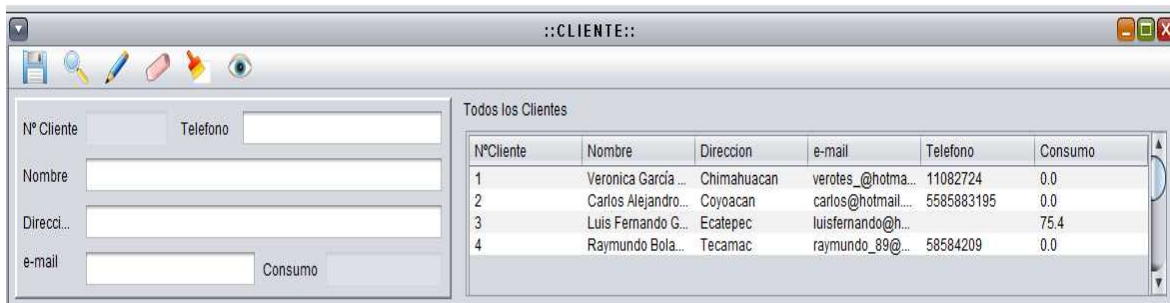 ::CLIENTE::
Nº Cliente Telefono
Nombre
Direcci...
e-mail Consumo
Todos los Clientes
NºCliente Nombre Direccion e-mail Telefono Consumo
1 Veronica García ... Chimahuacan verotes_@hotma... 11082724 0.0
2 Carlos Alejandro... Coyoacan carlos@hotmail.... 5585883195 0.0
3 Luis Fernando G... Ecatepec luisfernando@h... 75.4
4 Raymundo Bola... Tecamac raymundo_89@... 58584209 0.0